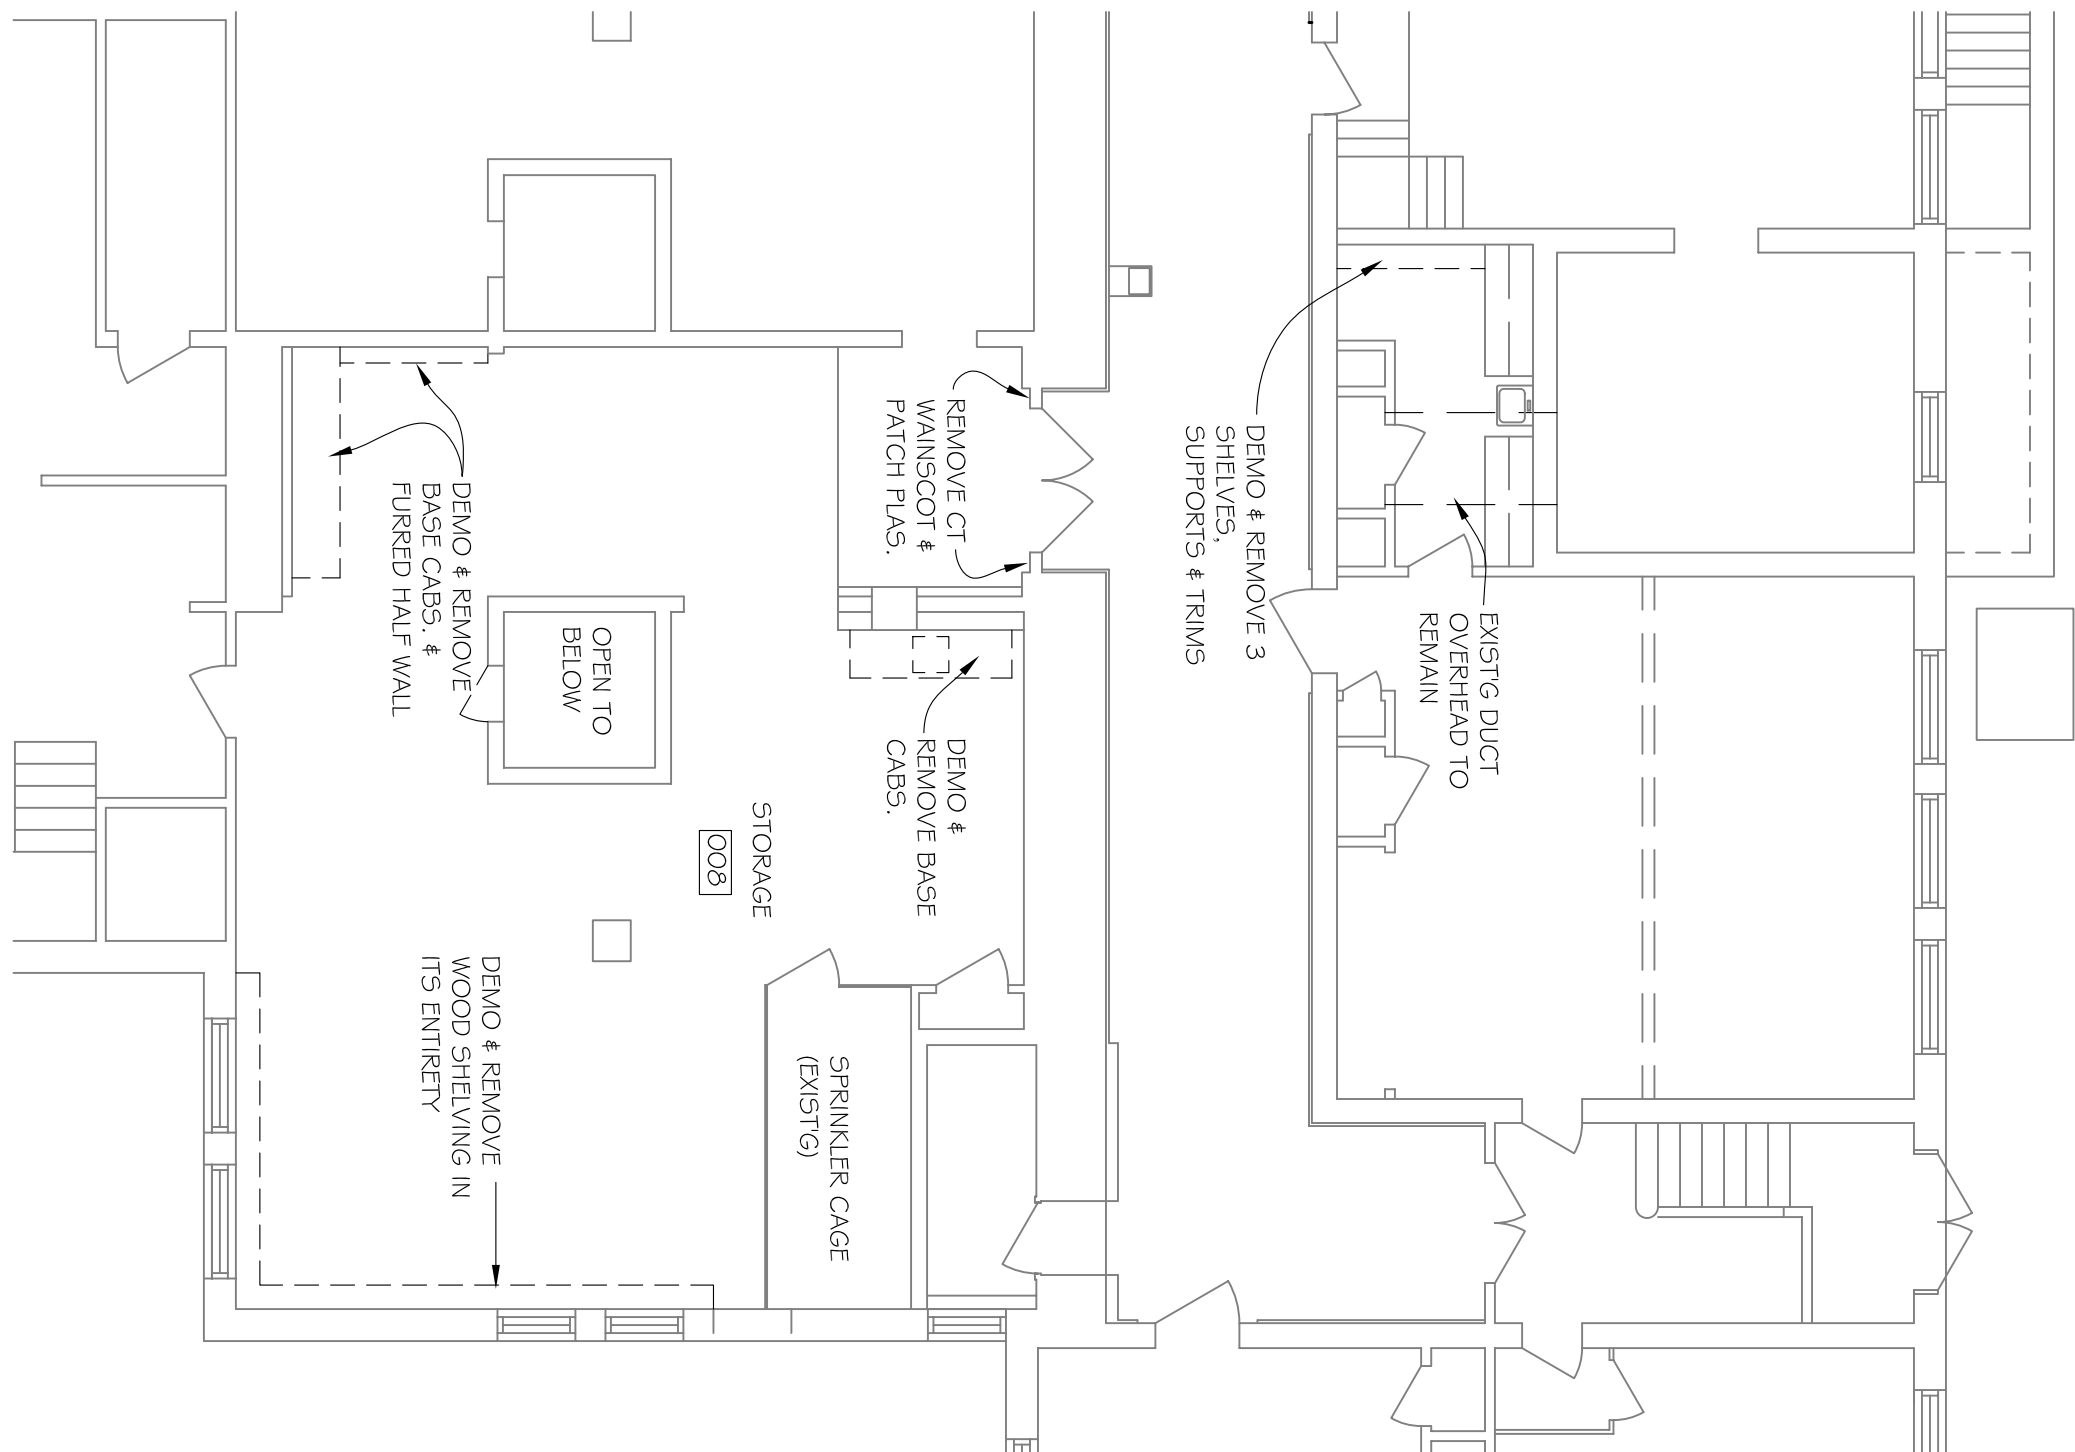 DEMO & REMOVE 3
SHELVES,
SUPPORTS & TRIMS
EXIST'G DUCT
OVERHEAD TO
REMAIN
REMOVE CT
WAINSCOT &
PATCH PLAS.
DEMO & REMOVE
BASE CABS. &
FURRED HALF WALL
OPEN TO
BELOW
DEMO &
REMOVE BASE
CABS.
STORAGE
008
SPRINKLER CAGE
(EXIST'G)
DEMO & REMOVE
WOOD SHELVING IN
ITS ENTIRETY